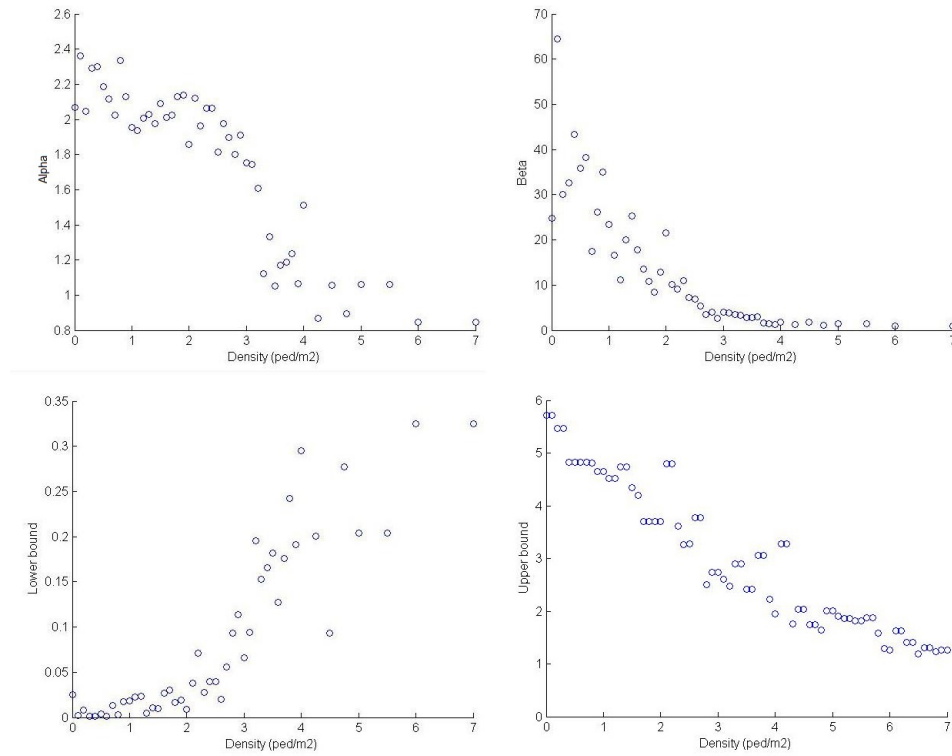 2.6
2.4
2.2
2
1.8
1.6
1.4
1.2
1
0.8
Alpha
0 1 2 3 4 5 6 7
Density (ped/m2)
70
60
50
40
30
20
10
0
Beta
0 1 2 3 4 5 6 7
Density (ped/m2)
0.35
0.3
0.25
0.2
0.15
0.1
0.05
0
Lower bound
0 1 2 3 4 5 6 7
Density (ped/m2)
6
5
4
3
2
1
0
Upper bound
0 1 2 3 4 5 6 7
Density (ped/m2)